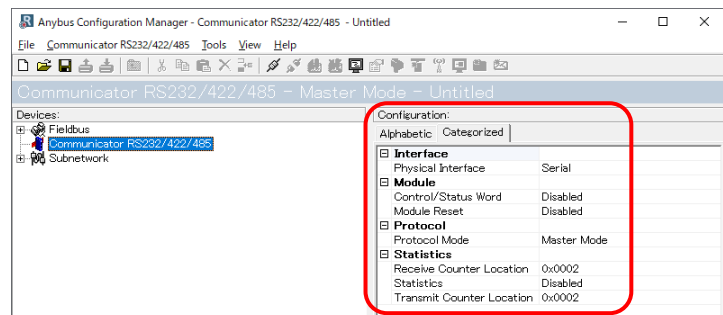 Anybus Configuration Manager - Communicator RS232/422/485 - Untitled
File Communicator RS232/422/485 Tools View Help
Communicator RS232/422/485 - Master Mode - Untitled
Devices:
Fieldbus
Communicator RS232/422/485
Subnetwork
Configuration:
Alphabetic Categorized
Interface
Physical Interface Serial
Module
Control/Status Word Disabled
Module Reset Disabled
Protocol
Protocol Mode Master Mode
Statistics
Receive Counter Location 0x0002
Statistics Disabled
Transmit Counter Location 0x0002